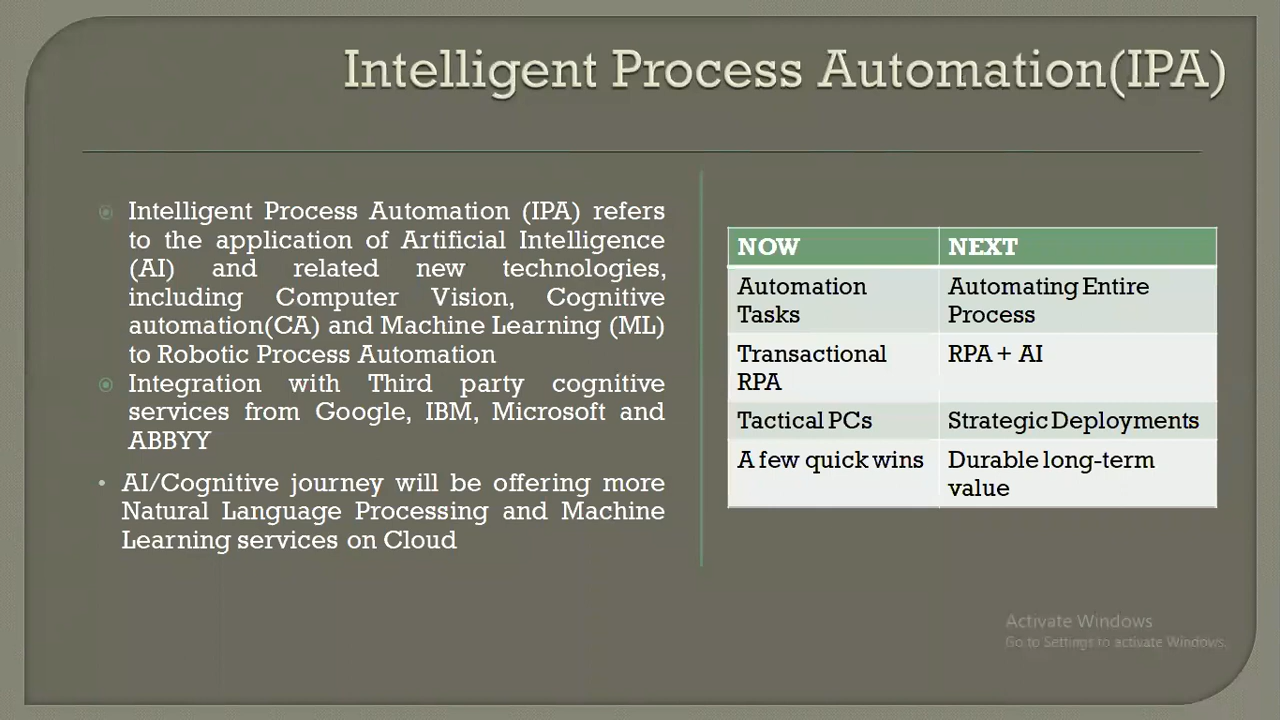 Intelligent Process Automation(IPA)
Intelligent Process Automation (IPA) refers
to the application of Artificial Intelligence
(AI) and related new technologies,
including Computer Vision, Cognitive
automation(CA) and Machine Learning (ML)
to Robotic Process Automation
Integration with Third party cognitive
services from Google, IBM, Microsoft and
ABBYY
AI/Cognitive journey will be offering more
Natural Language Processing and Machine
Learning services on Cloud
NOW NEXT
Automation Tasks Automating Entire Process
Transactional RPA RPA + AI
Tactical PCs Strategic Deployments
A few quick wins Durable long-term value
Activate Windows
Go to Settings to activate Windows.